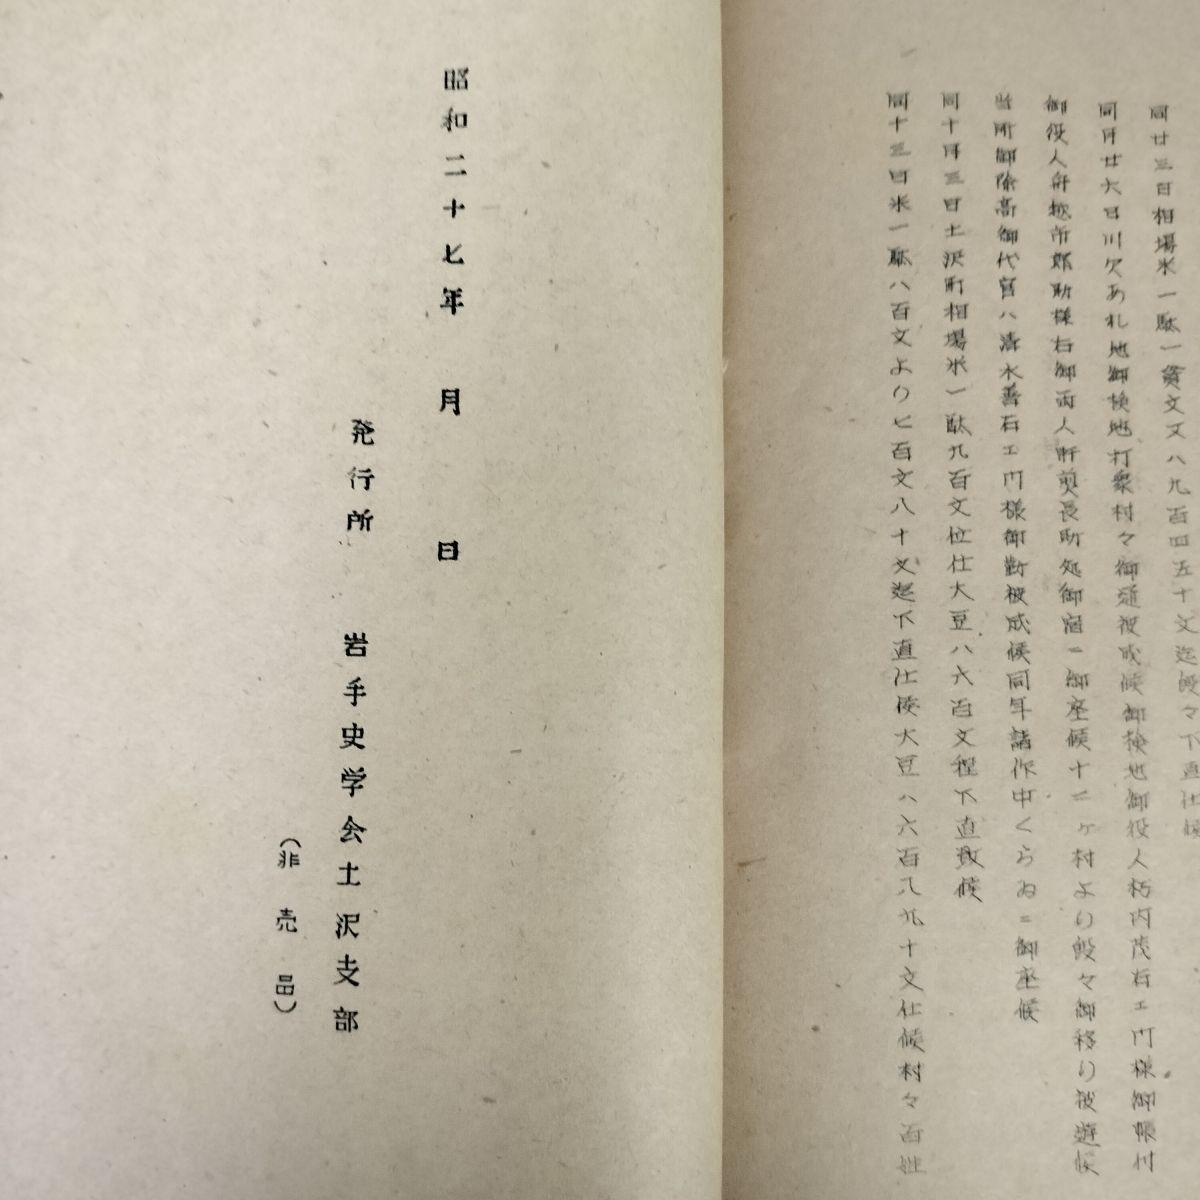 同廿三日相場米一駄一貫文又ハ九百四五十文迄段々下直仕候
同月廿六日川欠あれ地御検地打衆村々御廻被成候御検地御役人朽内茂右エ門様御帳付
御役人舟越市郎助様右御両人肝煎長助処御宿ニ御座候十二ヶ村より段々御移り被遊候
当所御除高御代官ハ清水善右エ門様御断被成候同年諸作中くらゐニ御座候
同十月三日土沢町相場米一駄九百文位仕大豆ハ六百文程下直致候
同十三日米一駄八百文より七百文八十文迄下直仕候大豆ハ六百八九十文仕候村々百姓
昭和二十七年　月　日
発行所　岩手史学会土沢支部
（非売品）